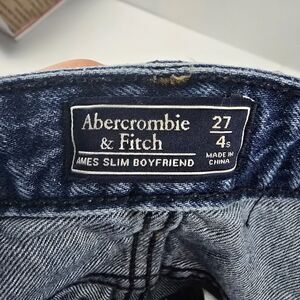 Abercrombie
& Fitch
AMES SLIM BOYFRIEND
27
4s
MADE IN
CHINA